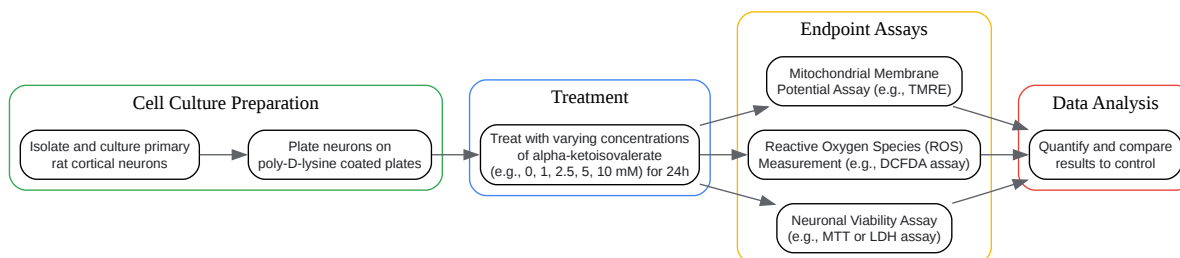 Cell Culture Preparation
Isolate and culture primary
rat cortical neurons
Plate neurons on
poly-D-lysine coated plates
Treatment
Treat with varying concentrations
of alpha-ketoisovalerate
(e.g., 0, 1, 2.5, 5, 10 mM) for 24h
Endpoint Assays
Mitochondrial Membrane
Potential Assay (e.g., TMRE)
Reactive Oxygen Species (ROS)
Measurement (e.g., DCFDA assay)
Neuronal Viability Assay
(e.g., MTT or LDH assay)
Data Analysis
Quantify and compare
results to control